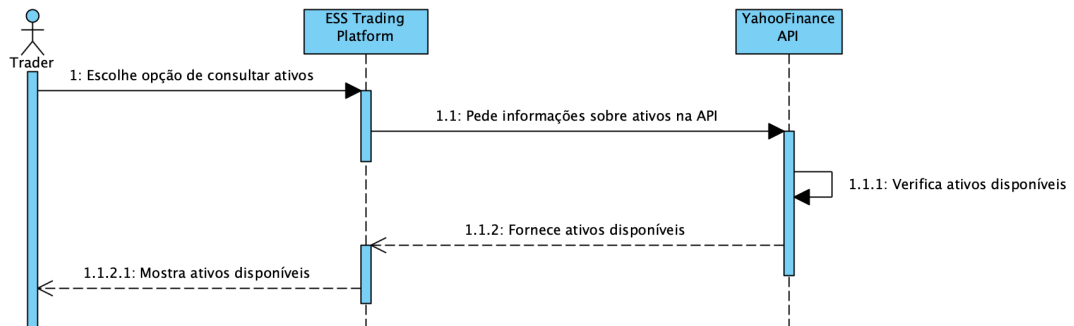 ESS Trading
Platform
YahooFinance
API
Trader
1: Escolhe opção de consultar ativos
1.1: Pede informações sobre ativos na API
1.1.1: Verifica ativos disponíveis
1.1.2: Fornece ativos disponíveis
1.1.2.1: Mostra ativos disponíveis